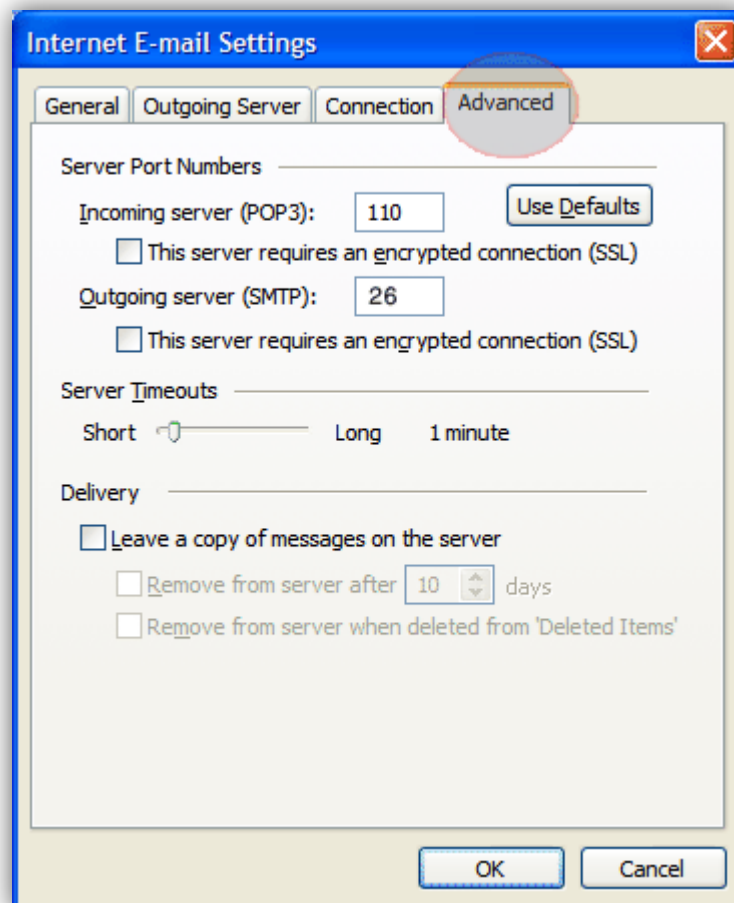 Internet E-mail Settings
General Outgoing Server Connection Advanced
Server Port Numbers
Incoming server (POP3): 110 Use Defaults
This server requires an encrypted connection (SSL)
Outgoing server (SMTP): 26
This server requires an encrypted connection (SSL)
Server Timeouts
Short Long 1 minute
Delivery
Leave a copy of messages on the server
Remove from server after 10 days
Remove from server when deleted from 'Deleted Items'
OK Cancel